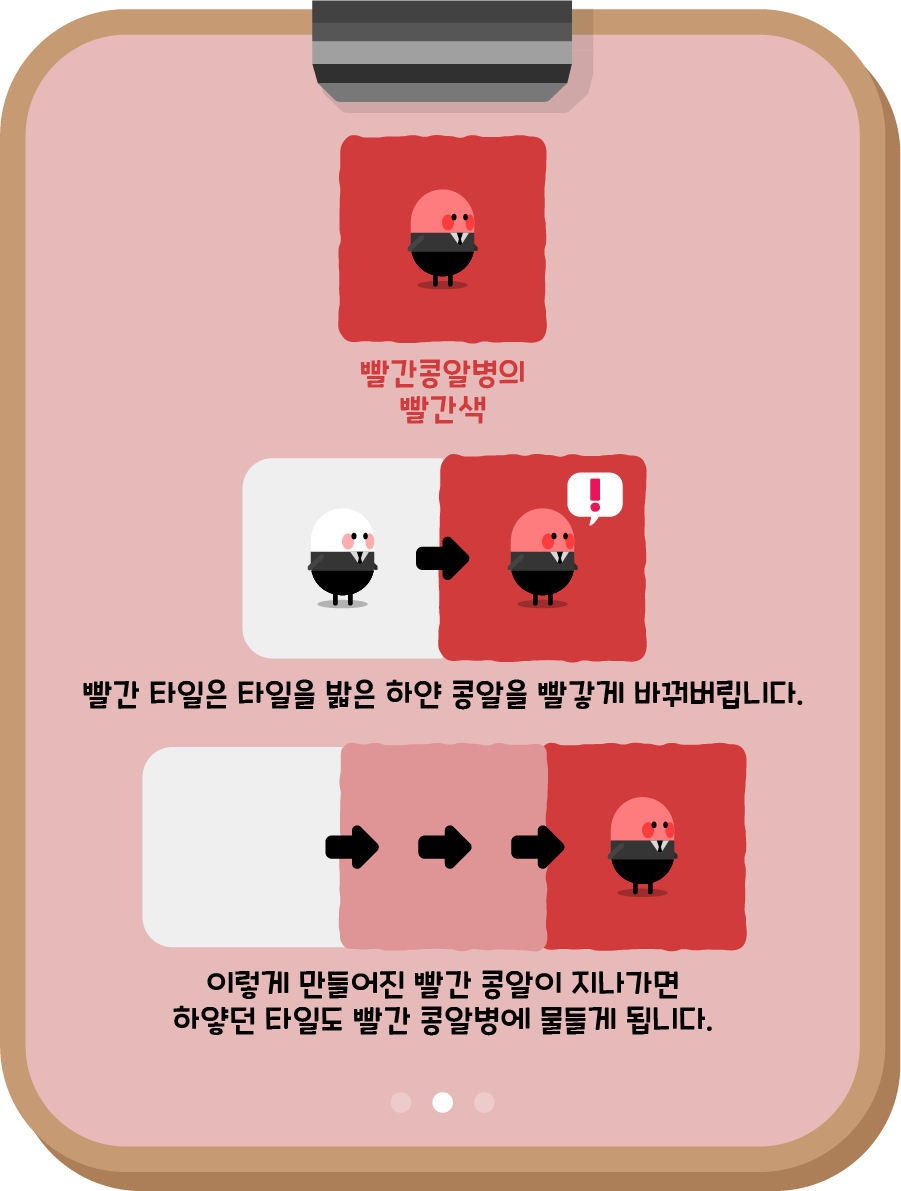 빨간콩알병의
빨간색
!
빨간 타일은 타일을 밟은 하얀 콩알을 빨갛게 바꿔버립니다.
이렇게 만들어진 빨간 콩알이 지나가면
하얗던 타일도 빨간 콩알병에 물들게 됩니다.